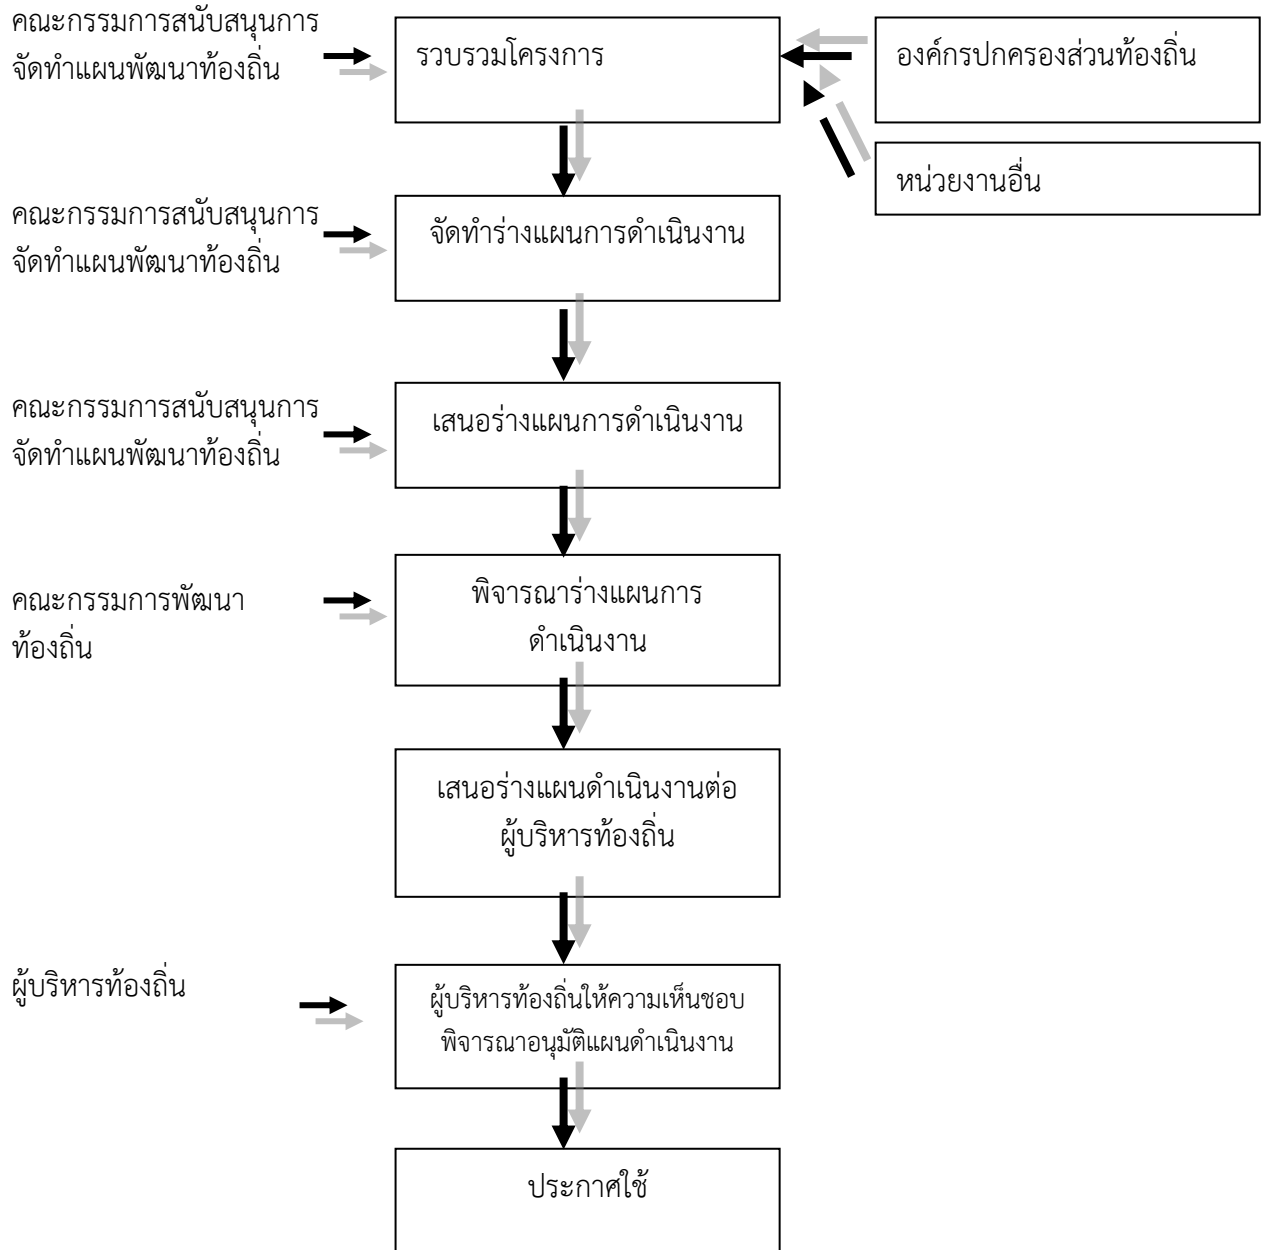 คณะกรรมการสนับสนุนการ
จัดทำแผนพัฒนาท้องถิ่น
รวบรวมโครงการ
องค์กรปกครองส่วนท้องถิ่น
หน่วยงานอื่น
คณะกรรมการสนับสนุนการ
จัดทำแผนพัฒนาท้องถิ่น
จัดทำร่างแผนการดำเนินงาน
คณะกรรมการสนับสนุนการ
จัดทำแผนพัฒนาท้องถิ่น
เสนอร่างแผนการดำเนินงาน
คณะกรรมการพัฒนา
ท้องถิ่น
พิจารณาร่างแผนการ
ดำเนินงาน
เสนอร่างแผนดำเนินงานต่อ
ผู้บริหารท้องถิ่น
ผู้บริหารท้องถิ่น
ผู้บริหารท้องถิ่นให้ความเห็นชอบ
พิจารณาอนุมัติแผนดำเนินงาน
ประกาศใช้